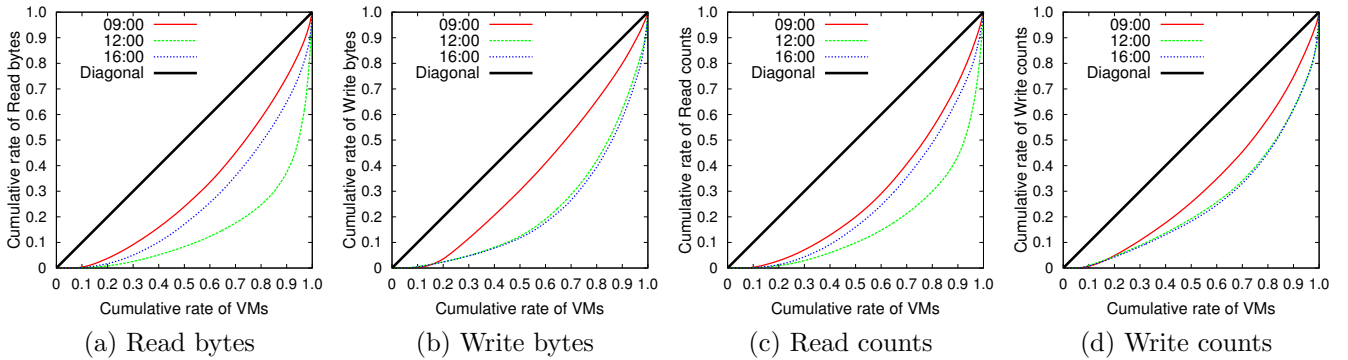 Cumulative rate of Read bytes
1.0
0.9
0.8
0.7
0.6
0.5
0.4
0.3
0.2
0.1
0
09:00
12:00
16:00
Diagonal
0 0.1 0.2 0.3 0.4 0.5 0.6 0.7 0.8 0.9 1.0
Cumulative rate of VMs
(a) Read bytes
Cumulative rate of Write bytes
1.0
0.9
0.8
0.7
0.6
0.5
0.4
0.3
0.2
0.1
0
09:00
12:00
16:00
Diagonal
0 0.1 0.2 0.3 0.4 0.5 0.6 0.7 0.8 0.9 1.0
Cumulative rate of VMs
(b) Write bytes
Cumulative rate of Read counts
1.0
0.9
0.8
0.7
0.6
0.5
0.4
0.3
0.2
0.1
0
09:00
12:00
16:00
Diagonal
0 0.1 0.2 0.3 0.4 0.5 0.6 0.7 0.8 0.9 1.0
Cumulative rate of VMs
(c) Read counts
Cumulative rate of Write counts
1.0
0.9
0.8
0.7
0.6
0.5
0.4
0.3
0.2
0.1
0
09:00
12:00
16:00
Diagonal
0 0.1 0.2 0.3 0.4 0.5 0.6 0.7 0.8 0.9 1.0
Cumulative rate of VMs
(d) Write counts